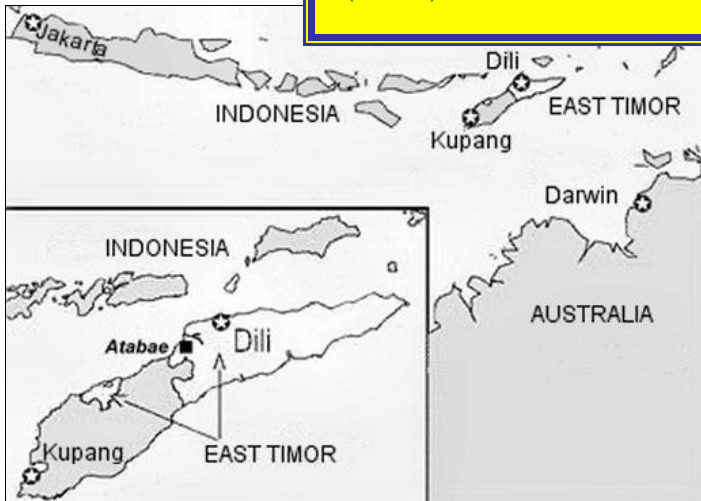 Jakarta
Dili
INDONESIA
EAST TIMOR
Kupang
Darwin
INDONESIA
AUSTRALIA
Atabae
Dili
Kupang
EAST TIMOR